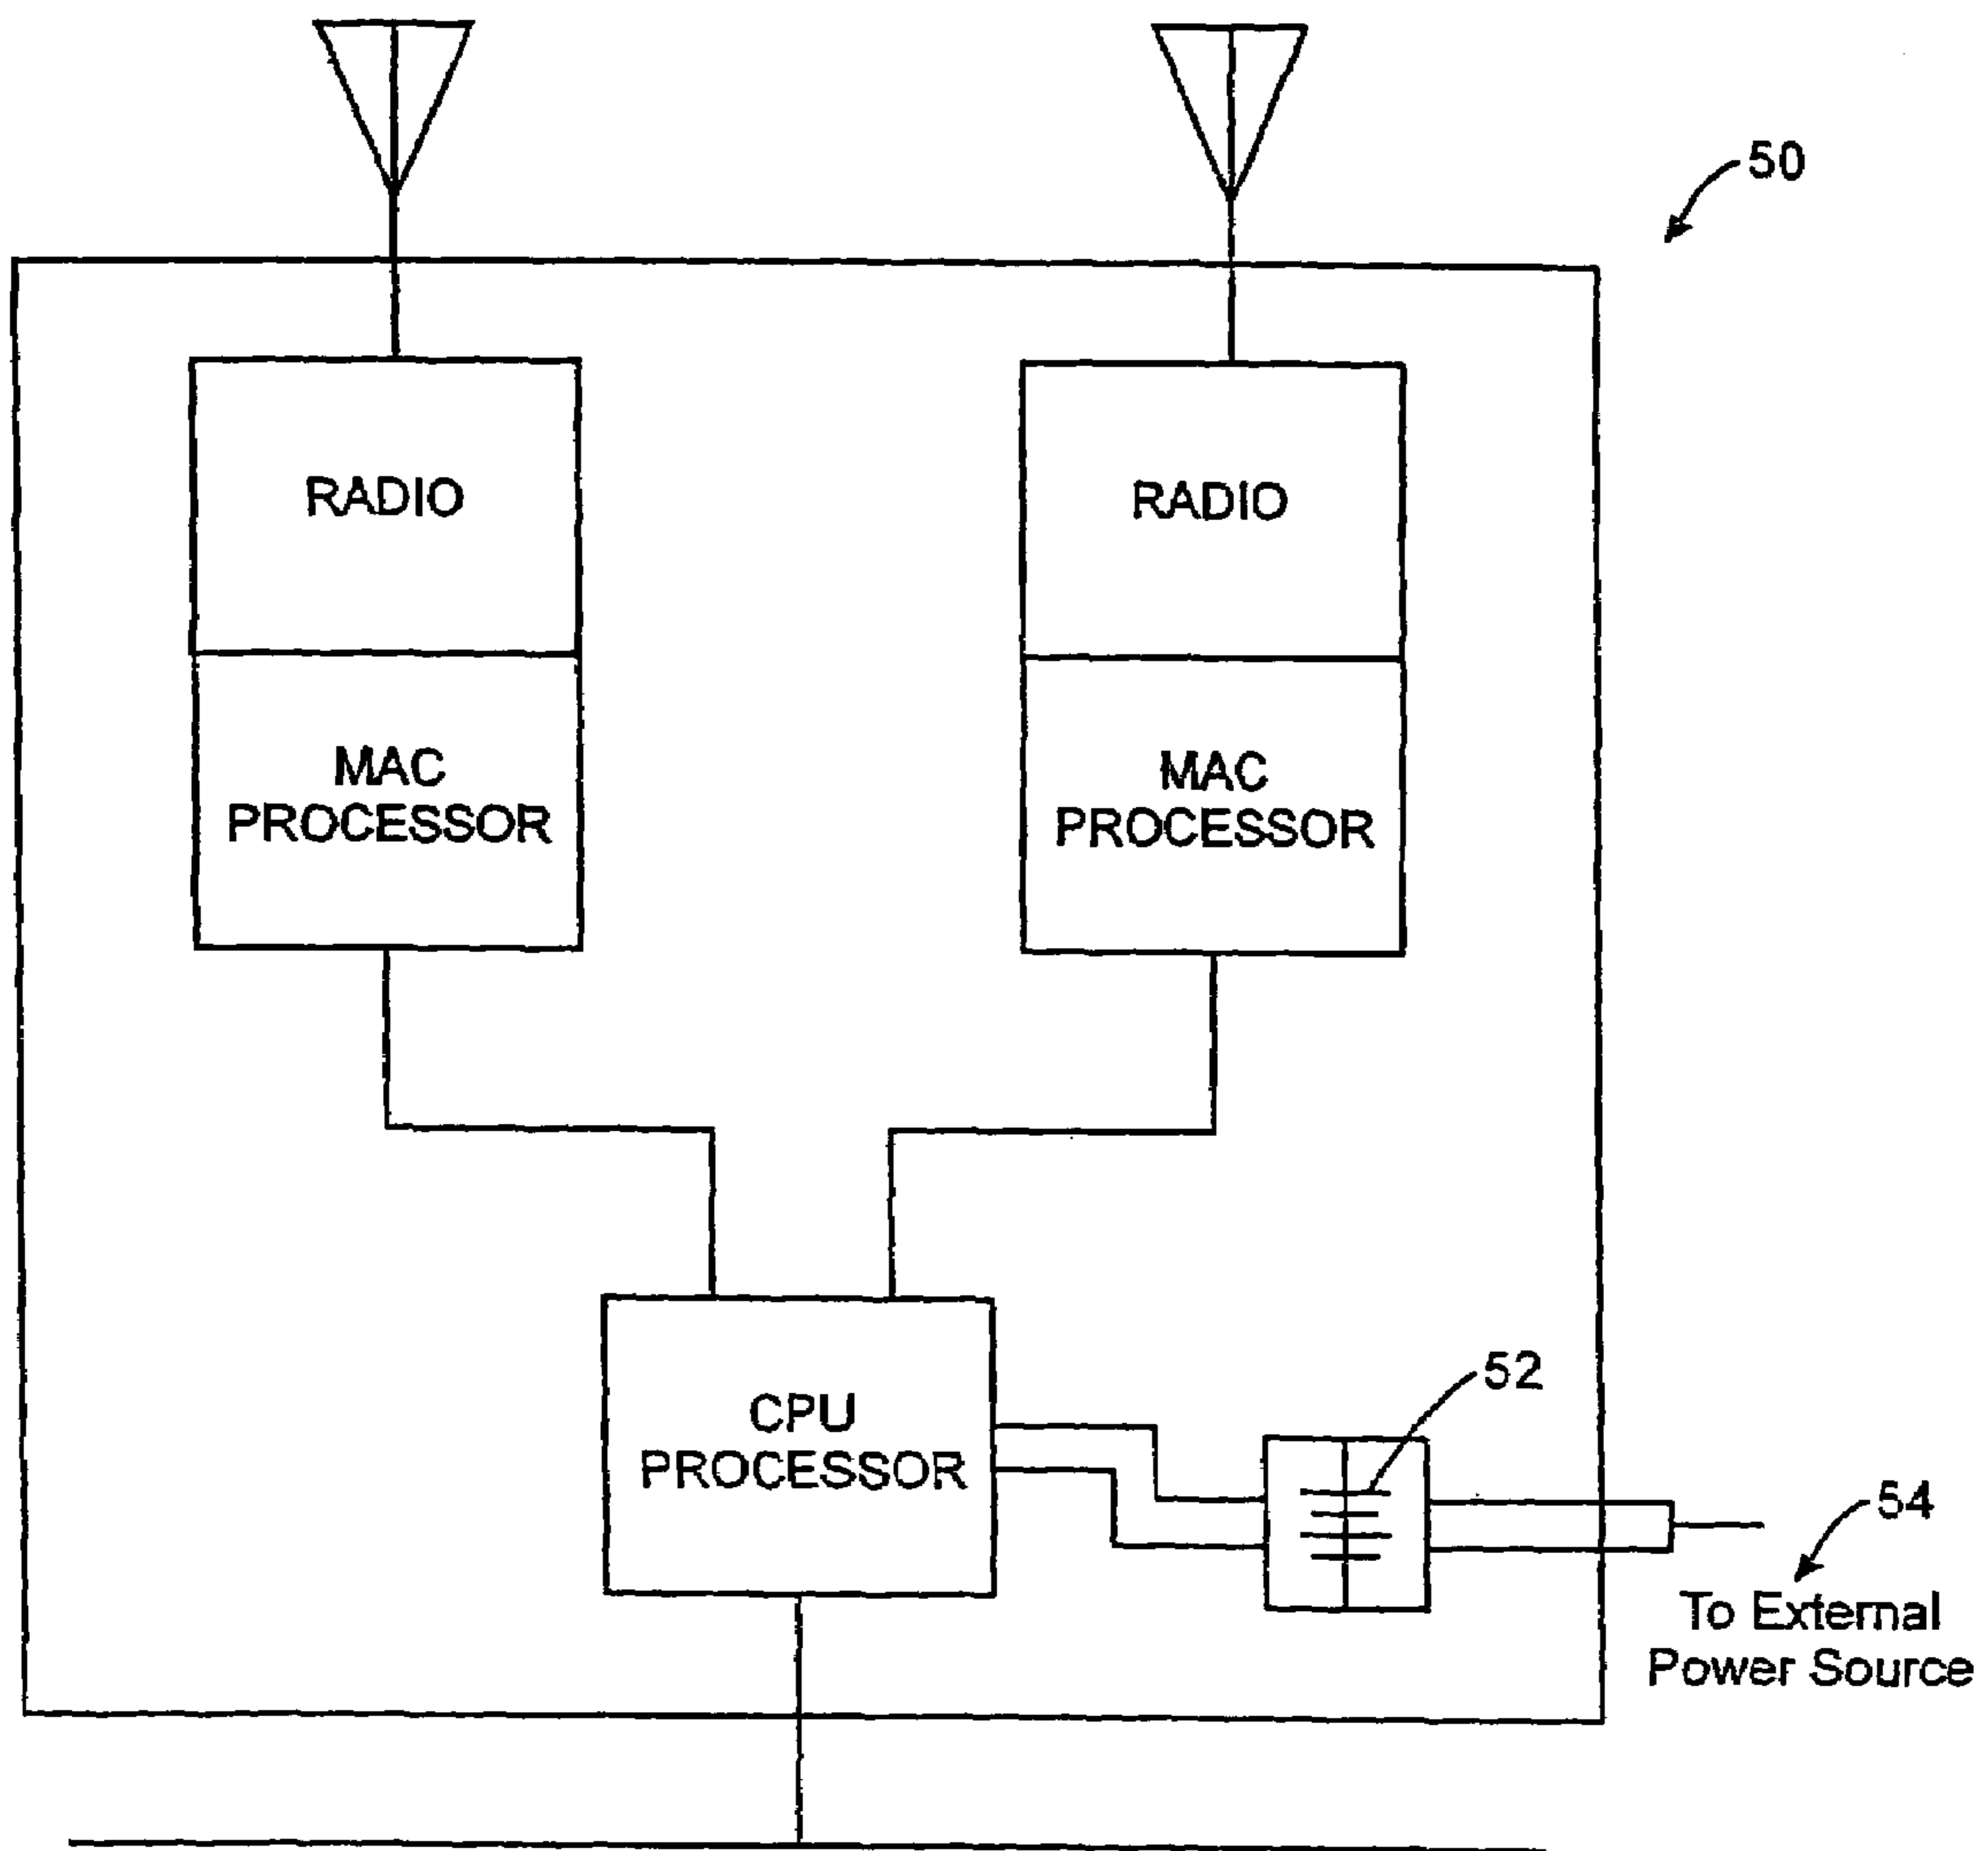 50
RADIO
RADIO
MAC
PROCESSOR
MAC
PROCESSOR
CPU
PROCESSOR
52
54
To External
Power Source